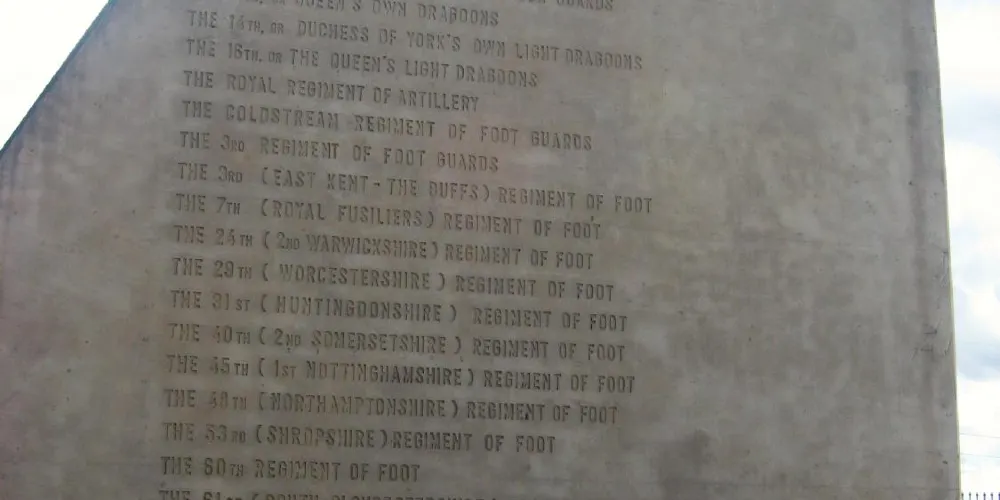 QUEEN'S OWN DRAGOONS GUARDS
THE 14TH, OR DUCHESS OF YORK'S OWN LIGHT DRAGOONS
THE 16TH, OR THE QUEEN'S LIGHT DRAGOONS
THE ROYAL REGIMENT OF ARTILLERY
THE COLDSTREAM REGIMENT OF FOOT GUARDS
THE 3RD REGIMENT OF FOOT GUARDS
THE 3RD (EAST KENT - THE BUFFS) REGIMENT OF FOOT
THE 7TH (ROYAL FUSILIERS) REGIMENT OF FOOT
THE 24TH (2ND WARWICKSHIRE) REGIMENT OF FOOT
THE 29TH (WORCESTERSHIRE) REGIMENT OF FOOT
THE 31ST (HUNTINGDONSHIRE) REGIMENT OF FOOT
THE 40TH (2ND SOMERSETSHIRE) REGIMENT OF FOOT
THE 45TH (1ST NOTTINGHAMSHIRE) REGIMENT OF FOOT
THE 48TH (NORTHAMPTONSHIRE) REGIMENT OF FOOT
THE 53RD (SHROPSHIRE) REGIMENT OF FOOT
THE 60TH REGIMENT OF FOOT
THE 61ST (SOUTH GLOUCESTERSHIRE)